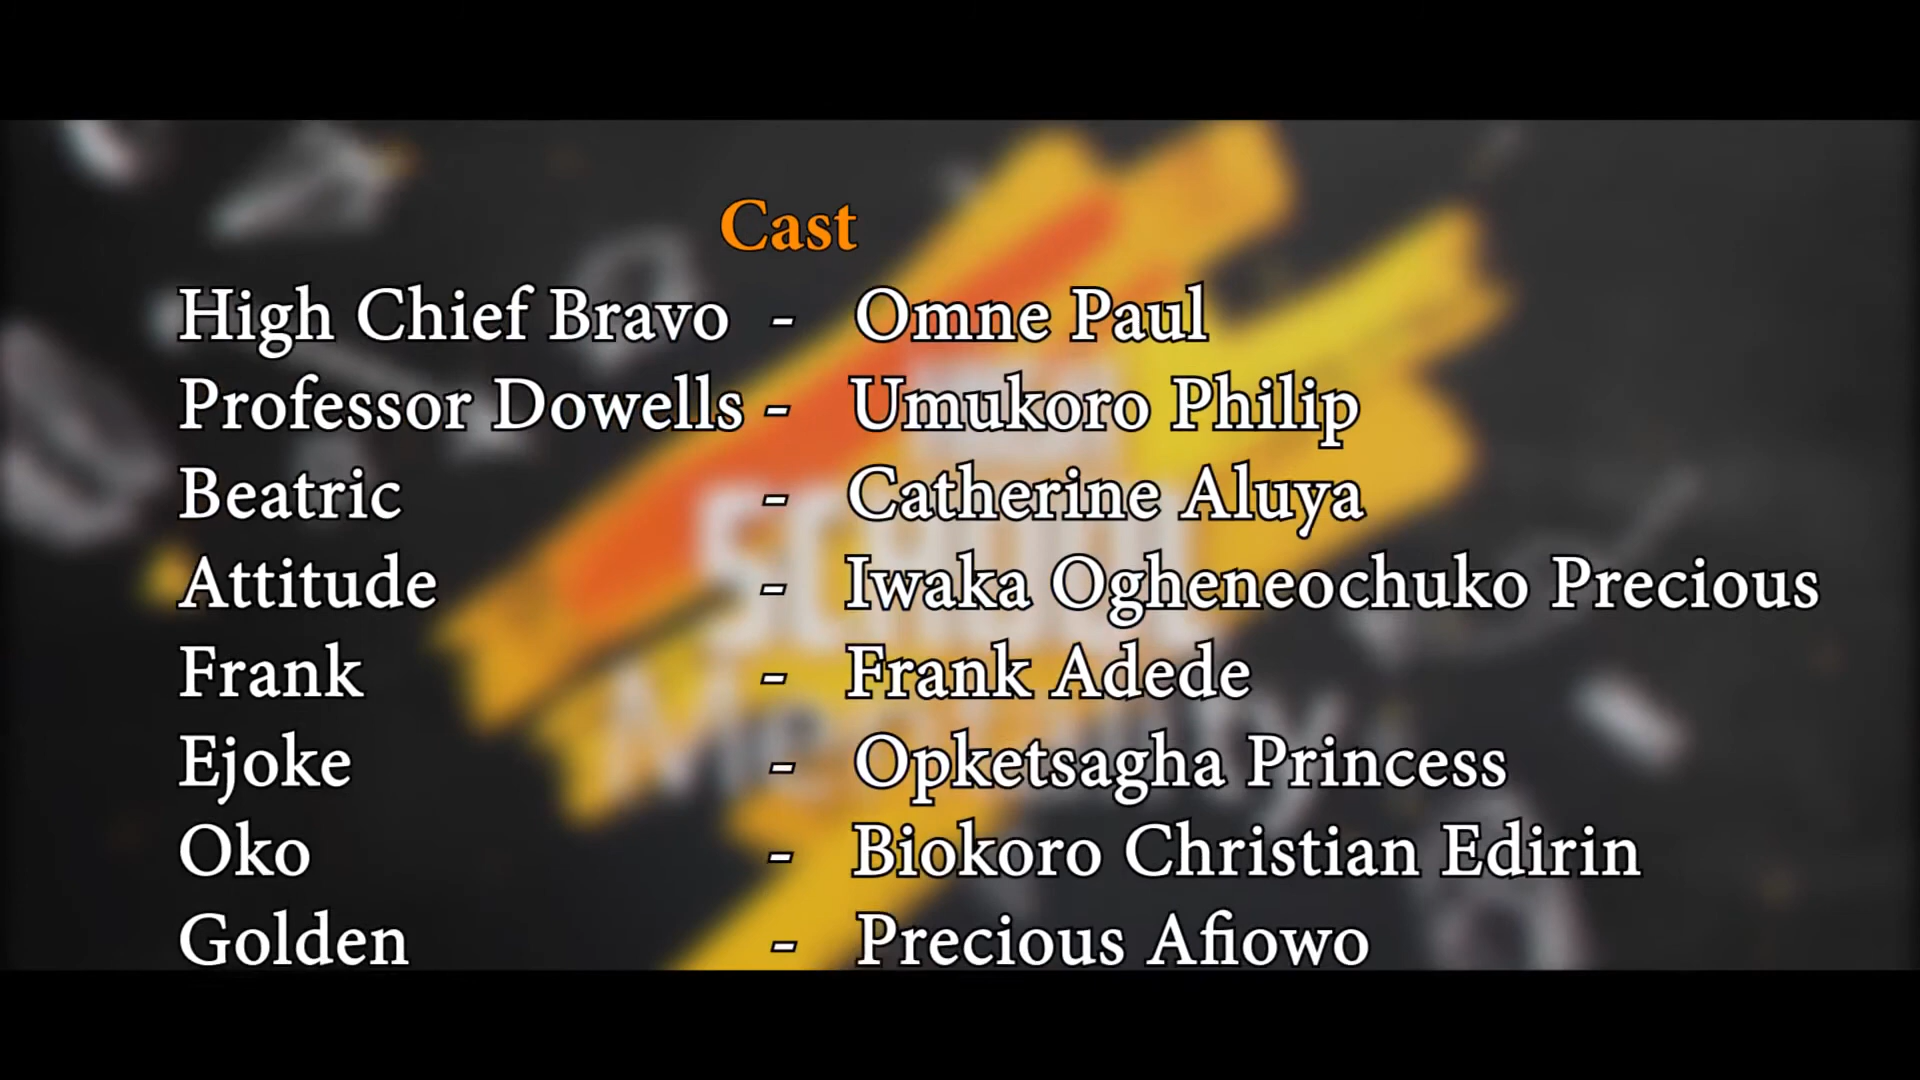 Cast
High Chief Bravo - Omne Paul
Professor Dowells - Umukoro Philip
Beatric - Catherine Aluya
Attitude - Iwaka Ogheneochuko Precious
Frank - Frank Adede
Ejoke - Opketsagha Princess
Oko - Biokoro Christian Edirin
Golden - Precious Afiowo
SCHOOL